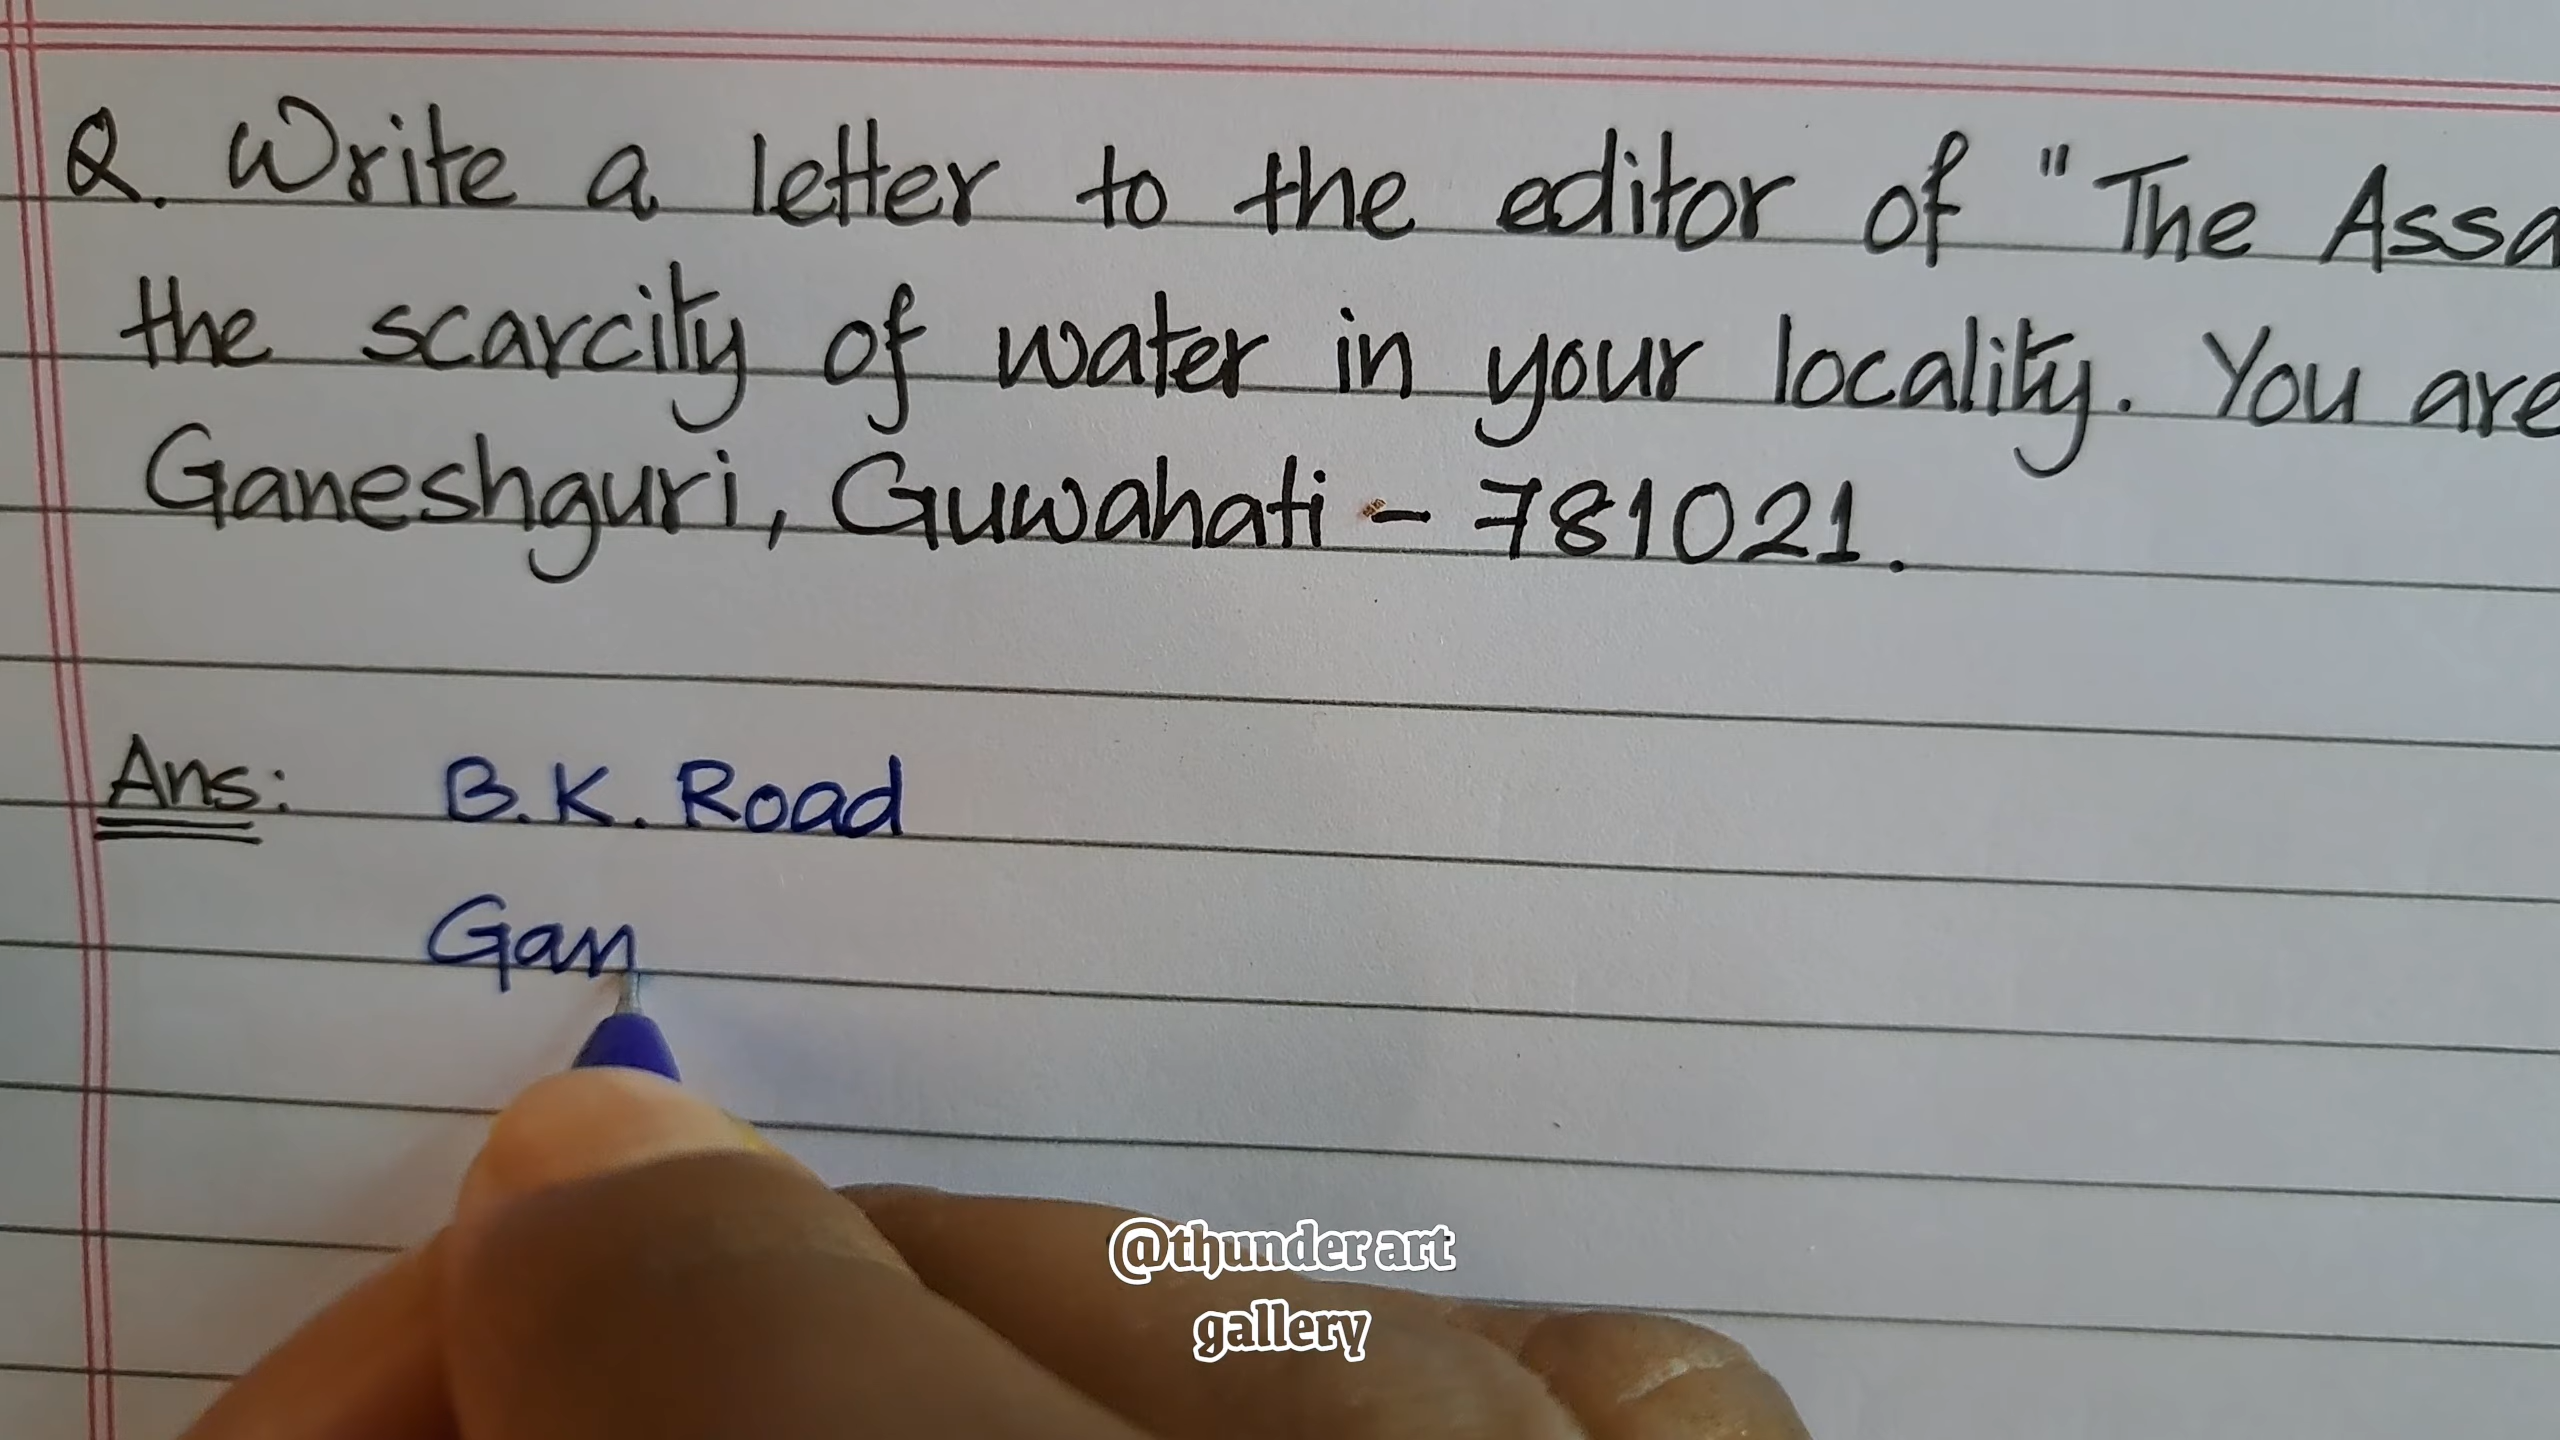 Q. Write a letter to the editor of "The Assa
the scarcity of water in your locality. You are
Ganeshguri, Guwahati - 781021.
Ans: B.K. Road
Gan
@thunder art
gallery